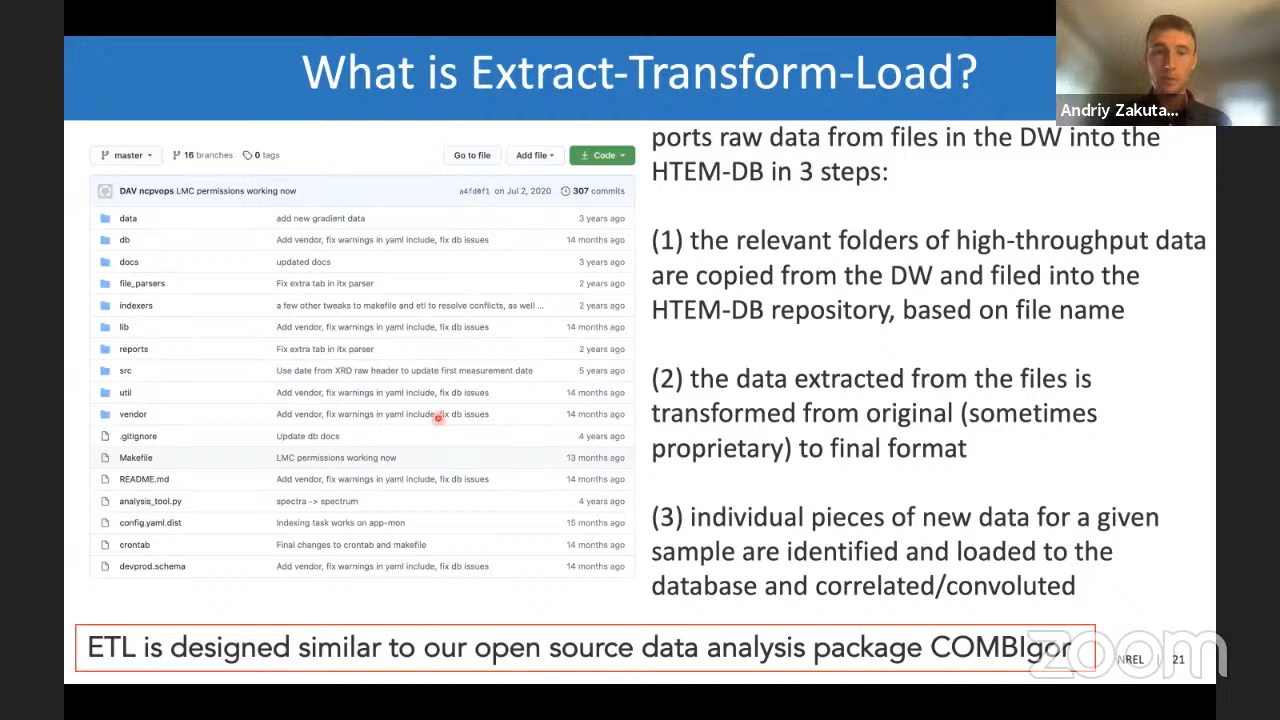 What is Extract-Transform-Load?
Andriy Zakuta...
master
16 branches
0 tags
Go to file
Add file
Code
DAV ncpvops LMC permissions working now
a4fd0f1 on Jul 2, 2020
307 commits
data add new gradient data 3 years ago
db Add vendor, fix warnings in yaml include, fix db issues 14 months ago
docs updated docs 3 years ago
file_parsers Fix extra tab in itx parser 2 years ago
indexers a few other tweaks to makefile and etl to resolve conflicts, as well ... 2 years ago
lib Add vendor, fix warnings in yaml include, fix db issues 14 months ago
reports Fix extra tab in itx parser 2 years ago
src Use date from XRD raw header to update first measurement date 5 years ago
util Add vendor, fix warnings in yaml include, fix db issues 14 months ago
vendor Add vendor, fix warnings in yaml include, fix db issues 14 months ago
.gitignore Update db docs 4 years ago
Makefile LMC permissions working now 13 months ago
README.md Add vendor, fix warnings in yaml include, fix db issues 14 months ago
analysis_tool.py spectra -> spectrum 4 years ago
config.yaml.dist Indexing task works on app-mon 15 months ago
crontab Final changes to crontab and makefile 14 months ago
devprod.schema Add vendor, fix warnings in yaml include, fix db issues 14 months ago
ports raw data from files in the DW into the
HTEM-DB in 3 steps:
(1) the relevant folders of high-throughput data
are copied from the DW and filed into the
HTEM-DB repository, based on file name
(2) the data extracted from the files is
transformed from original (sometimes
proprietary) to final format
(3) individual pieces of new data for a given
sample are identified and loaded to the
database and correlated/convoluted
ETL is designed similar to our open source data analysis package COMBIgor
NREL | 21
zoom